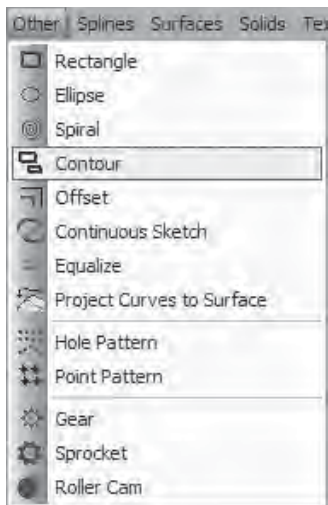 Other Splines Surfaces Solids
Rectangle
Ellipse
Spiral
Contour
Offset
Continuous Sketch
Equalize
Project Curves to Surface
Hole Pattern
Point Pattern
Gear
Sprocket
Roller Cam